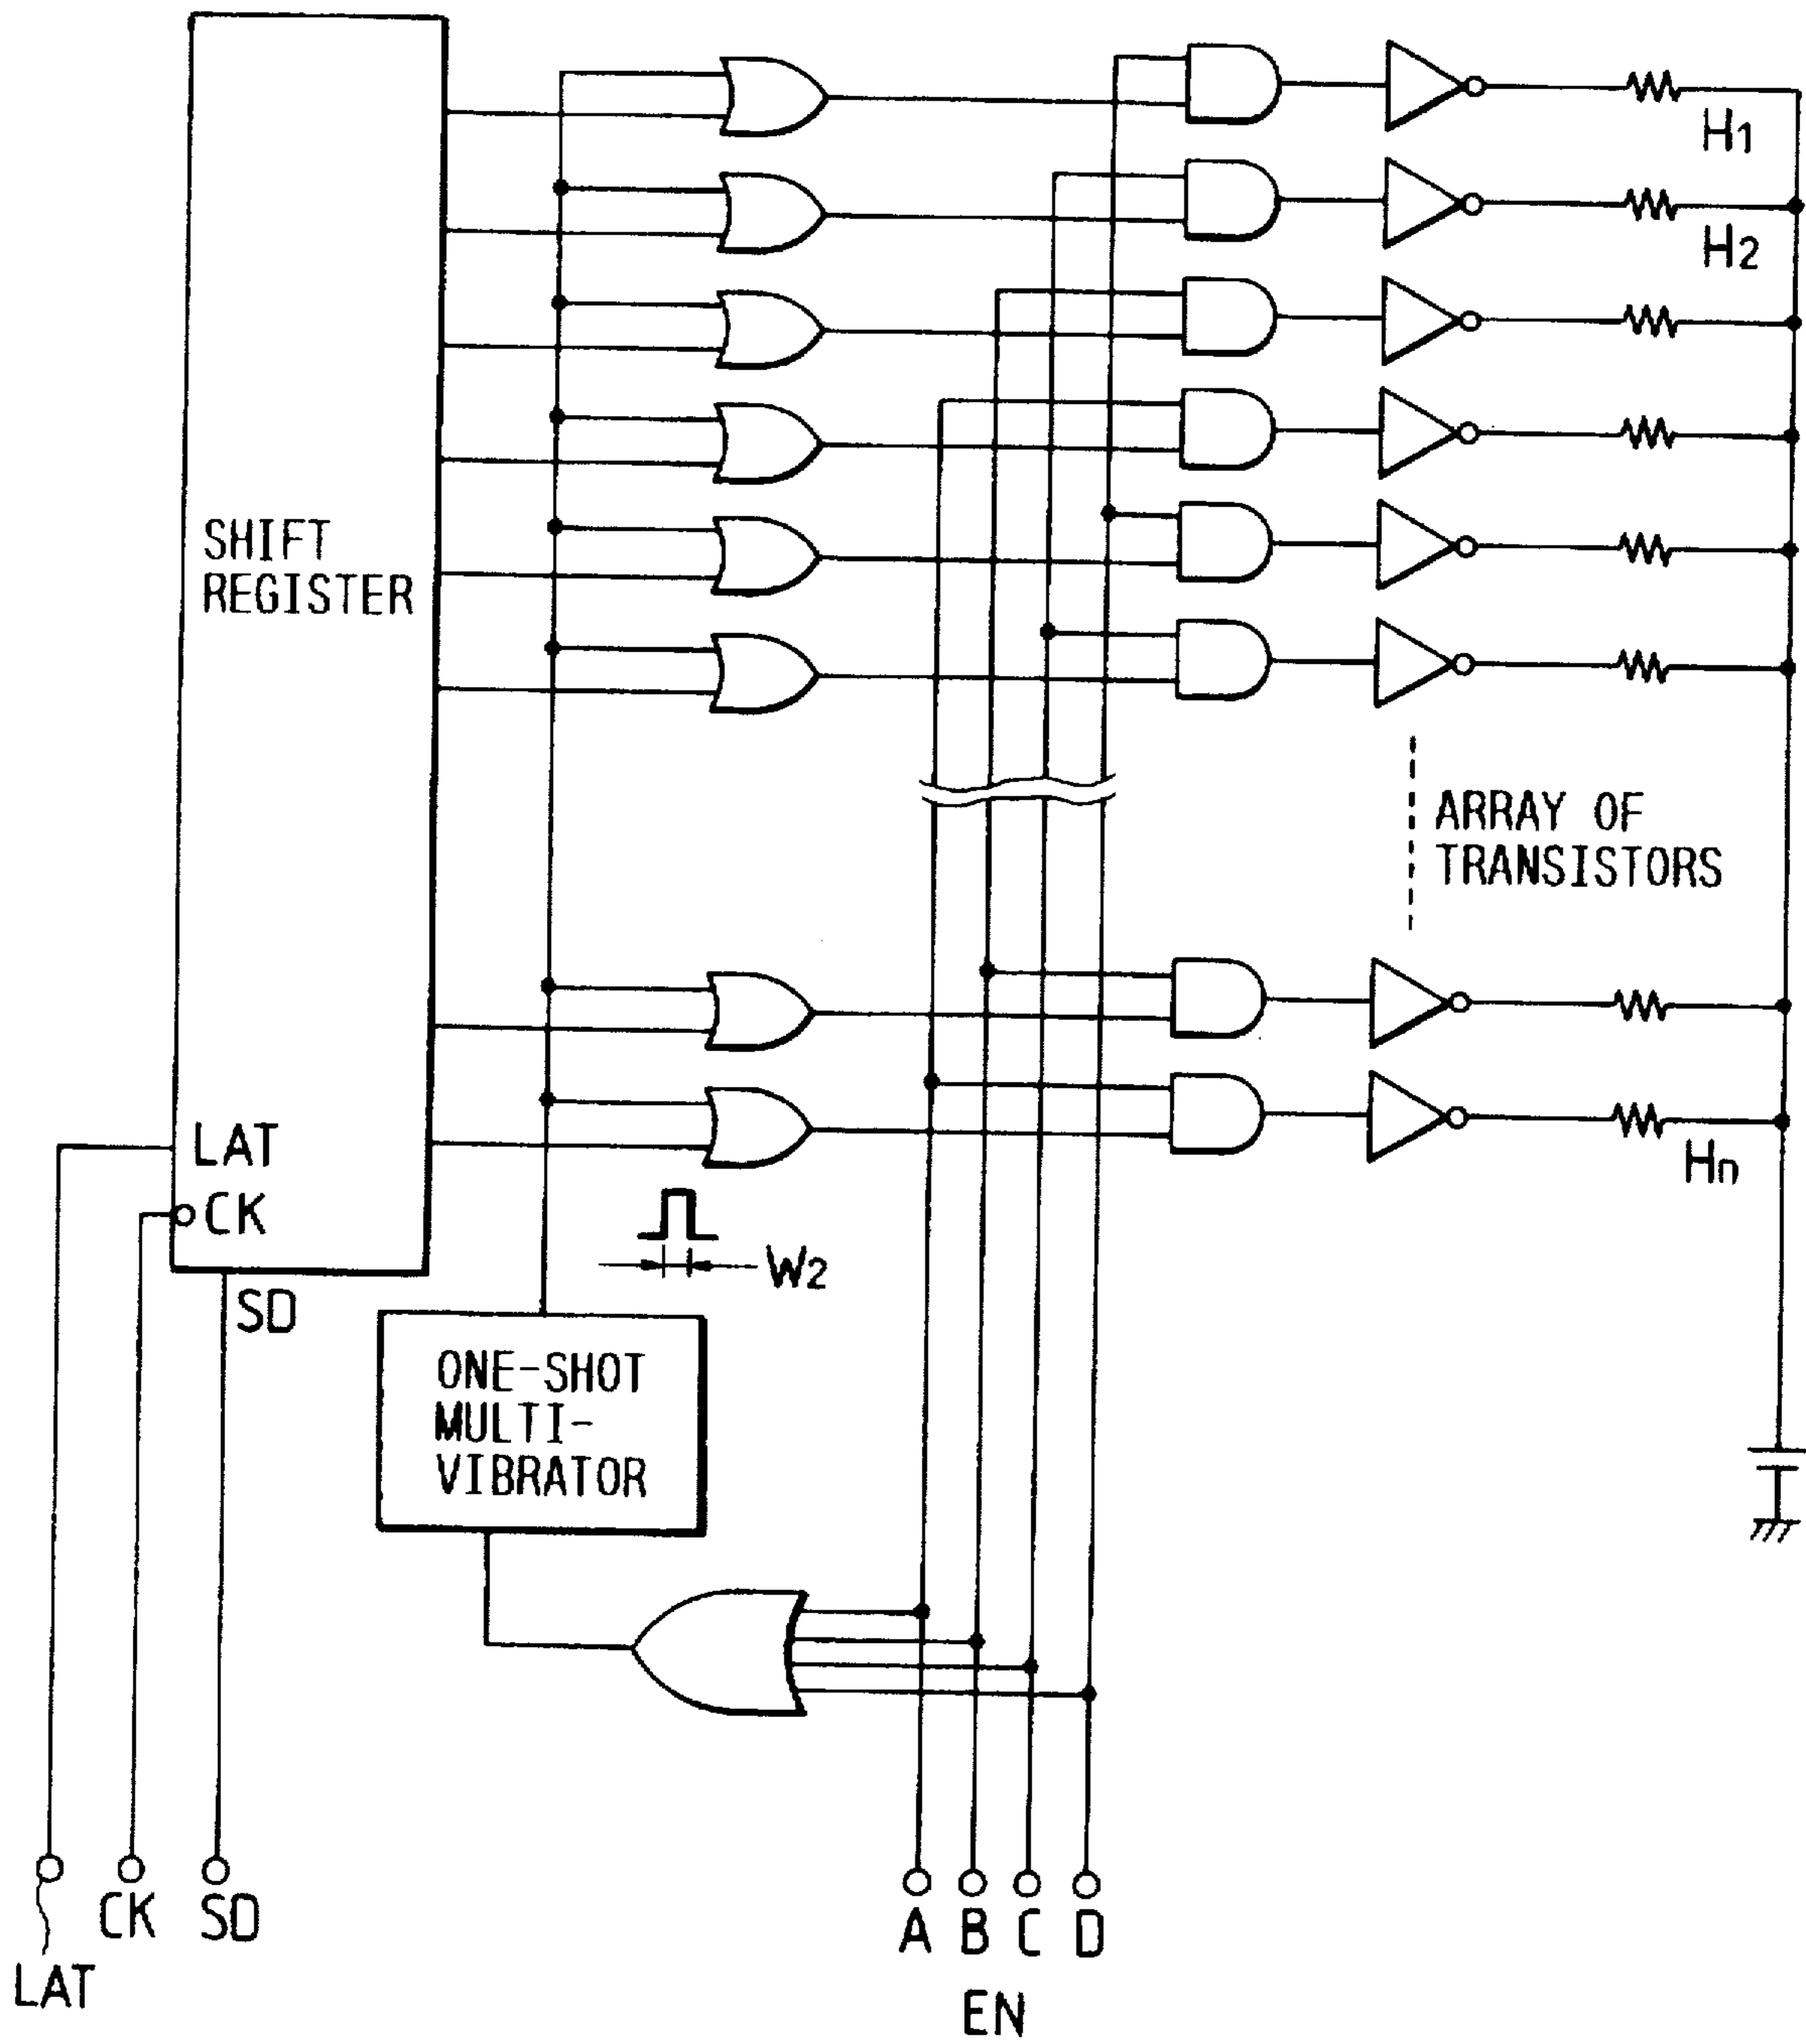 H1
H2
SHIFT
REGISTER
ARRAY OF
TRANSISTORS
LAT
CK
Hn
W2
SD
ONE-SHOT
MULTI-
VIBRATOR
CK SD
A B C D
LAT
EN